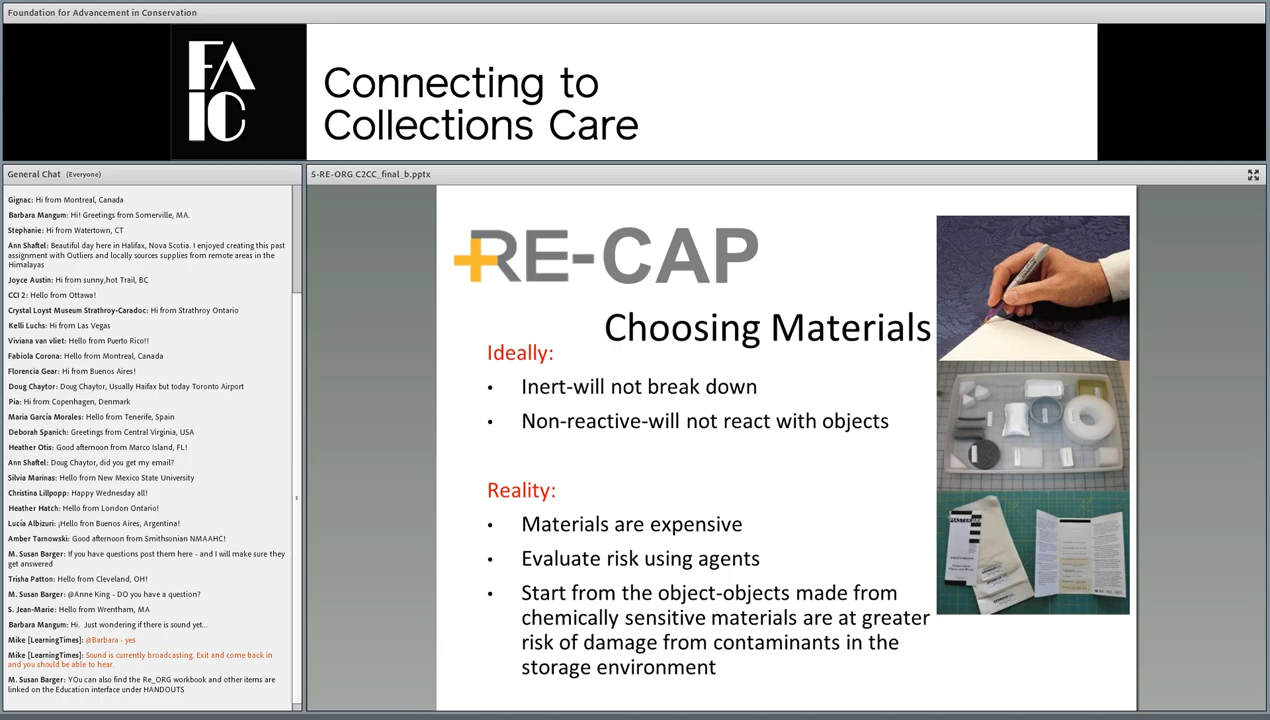 Foundation for Advancement in Conservation
FA
IC
Connecting to
Collections Care
General Chat (Everyone)
Gignac: Hi from Montreal, Canada
Barbara Mangum: Hi! Greetings from Somerville, MA.
Stephanie: Hi from Watertown, CT
Ann Shaftel: Beautiful day here in Halifax, Nova Scotia. I enjoyed creating this past
assignment with Outliers and locally sources supplies from remote areas in the
Himalayas
Joyce Austin: Hi from sunny,hot Trail, BC
CCI 2: Hello from Ottawa!
Crystal Loyst Museum Strathroy-Caradoc: Hi from Strathroy Ontario
Kelli Luchs: Hi from Las Vegas
Viviana van vliet: Hello from Puerto Rico!!
Fabiola Corona: Hello from Montreal, Canada
Florencia Gear: Hi from Buenos Aires!
Doug Chaytor: Doug Chaytor, Usually Haifax but today Toronto Airport
Pia: Hi from Copenhagen, Denmark
Maria García Morales: Hello from Tenerife, Spain
Deborah Spanich: Greetings from Central Virginia, USA
Heather Otis: Good afternoon from Marco Island, FL!
Ann Shaftel: Doug Chaytor, did you get my email?
Silvia Marinas: Hello from New Mexico State University
Christina Lillpopp: Happy Wednesday all!
Heather Hatch: Hello from London Ontario!
Lucía Albizuri: ¡Hello fron Buenos Aires, Argentina!
Amber Tarnowski: Good afternoon from Smithsonian NMAAHC!
M. Susan Barger: If you have questions post them here - and I will make sure they
get answered
Trisha Patton: Hello from Cleveland, OH!
M. Susan Barger: @Anne King - DO you have a question?
S. Jean-Marie: Hello from Wrentham, MA
Barbara Mangum: Hi. Just wondering if there is sound yet...
Mike [LearningTimes]: @Barbara - yes
Mike [LearningTimes]: Sound is currently broadcasting. Exit and come back in
and you should be able to hear.
M. Susan Barger: YOu can also find the Re_ORG workbook and other items are
linked on the Education interface under HANDOUTS
5-RE-ORG C2CC_final_b.pptx
+RE-CAP
Choosing Materials
Ideally:
• Inert-will not break down
• Non-reactive-will not react with objects
Reality:
• Materials are expensive
• Evaluate risk using agents
• Start from the object-objects made from
chemically sensitive materials are at greater
risk of damage from contaminants in the
storage environment